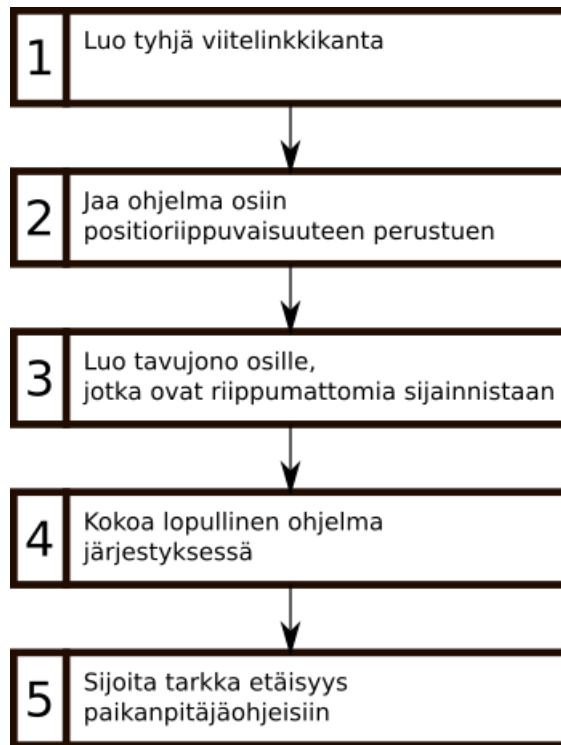 1
Luo tyhjä viitelinkkikanta
2
Jaa ohjelma osiin
positioriippuvaisuuteen perustuen
3
Luo tavujono osille,
jotka ovat riippumattomia sijainnistaan
4
Kokoa lopullinen ohjelma
järjestyksessä
5
Sijoita tarkka etäisyys
paikanpitäjäohjeisiin